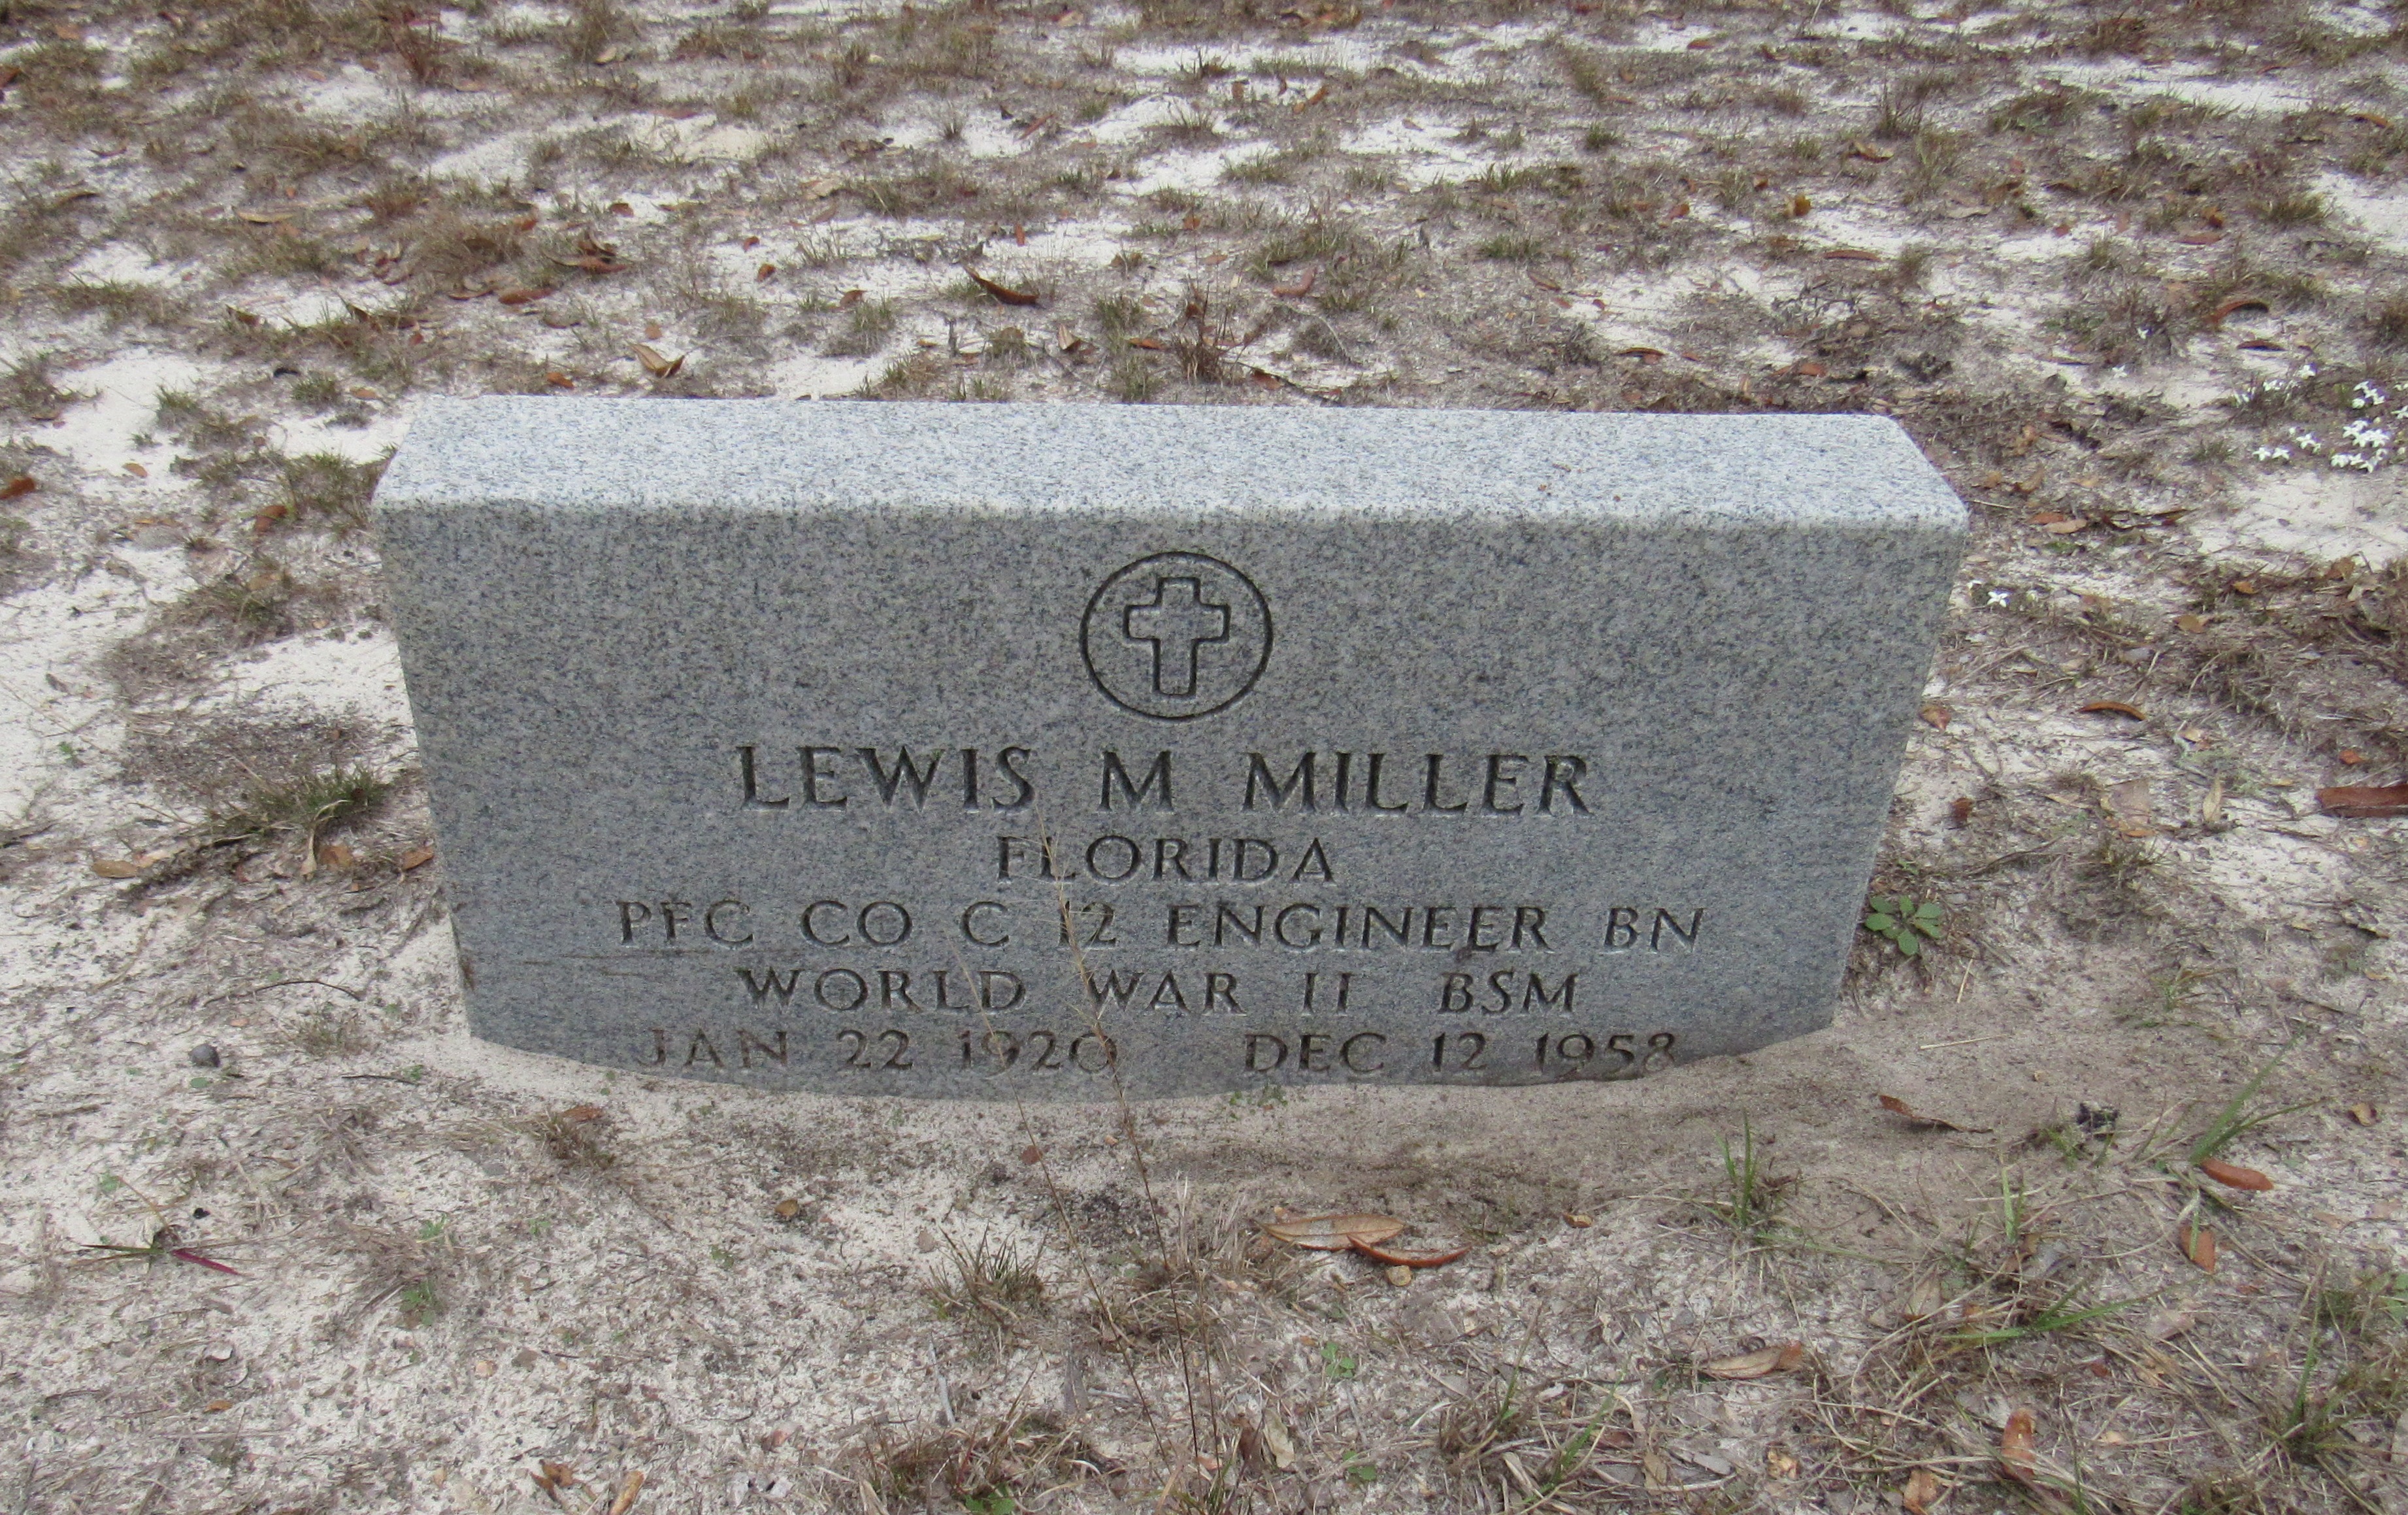 LEWIS M MILLER
FLORIDA
PFC CO C 12 ENGINEER BN
WORLD WAR II BSM
JAN 22 1920 DEC 12 1958